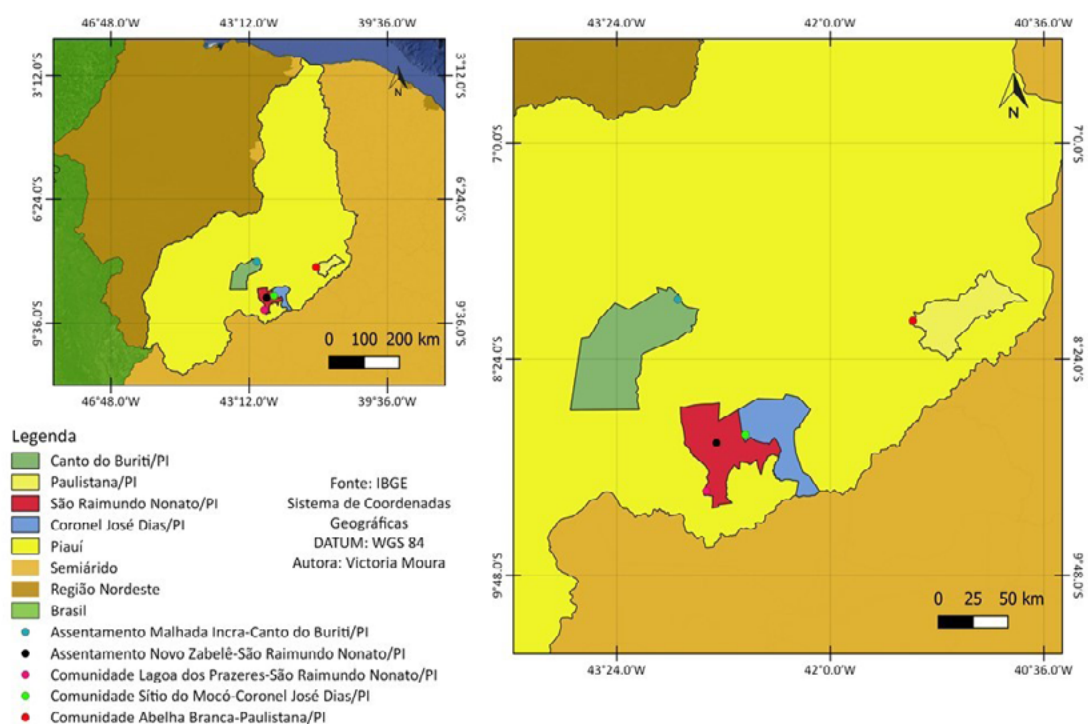 46°48.0'W 43°12.0'W 39°36.0'W
3°12.0'S 3°12.0'S
N
6°24.0'S 6°24.0'S
9°36.0'S 9°36.0'S
0 100 200 km
46°48.0'W 43°12.0'W 39°36.0'W
43°24.0'W 42°0.0'W 40°36.0'W
N
7°0.0'S 7°0.0'S
8°24.0'S 8°24.0'S
9°48.0'S 9°48.0'S
0 25 50 km
43°24.0'W 42°0.0'W 40°36.0'W
Legenda
Canto do Buriti/PI
Paulistana/PI
São Raimundo Nonato/PI
Coronel José Dias/PI
Piauí
Semiárido
Região Nordeste
Brasil
Assentamento Malhada Incra-Canto do Buriti/PI
Assentamento Novo Zabelê-São Raimundo Nonato/PI
Comunidade Lagoa dos Prazeres-São Raimundo Nonato/PI
Comunidade Sítio do Mocó-Coronel José Dias/PI
Comunidade Abelha Branca-Paulistana/PI
Fonte: IBGE
Sistema de Coordenadas
Geográficas
DATUM: WGS 84
Autora: Victoria Moura